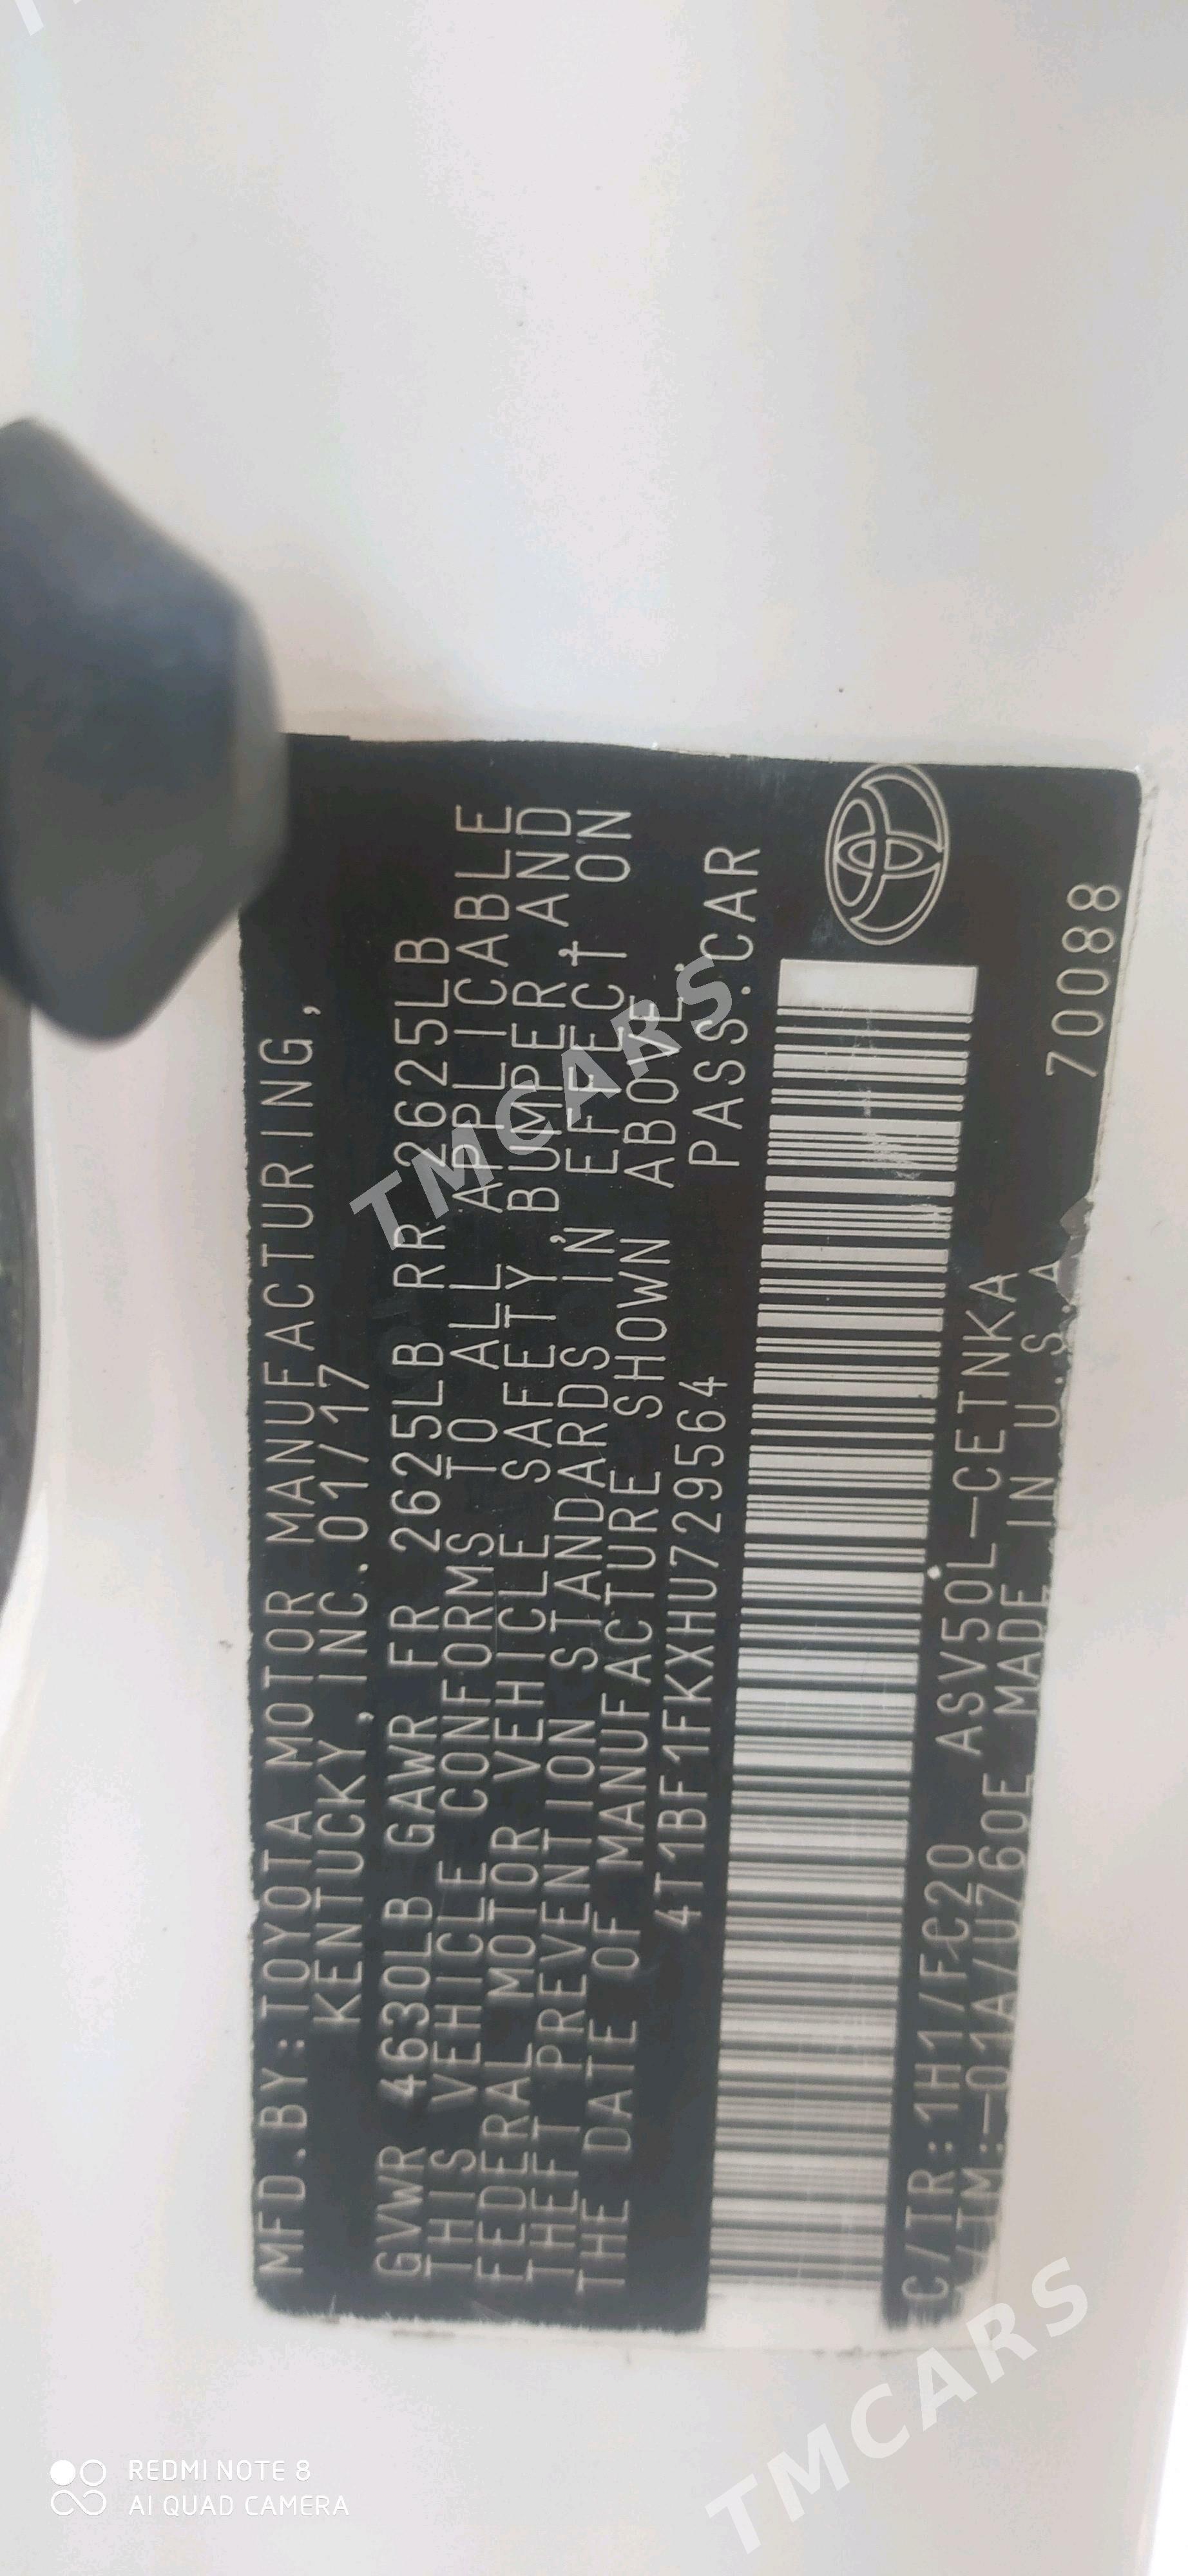 MFD.BY:TOYOTA MOTOR MANUFACTURING,
KENTUCKY, INC.01/17
GVWR 4630LB GAWR FR 2625LB RR 2625LB
THIS VEHICLE CONFORMS TO ALL APPLICABLE
FEDERAL MOTOR VEHICLE SAFETY, BUMPER AND
THEFT PREVENTION STANDARDS IN EFFECT ON
THE DATE OF MANUFACTURE SHOWN ABOVE.
4T1BF1FKXHU729564 PASS.CAR
C/TR:1H1/FC20 ASV50L-CETNKA
/TM:-01A/U760E MADE IN U.S.A
70088
TMCARS
TMCARS
REDMI NOTE 8
AI QUAD CAMERA